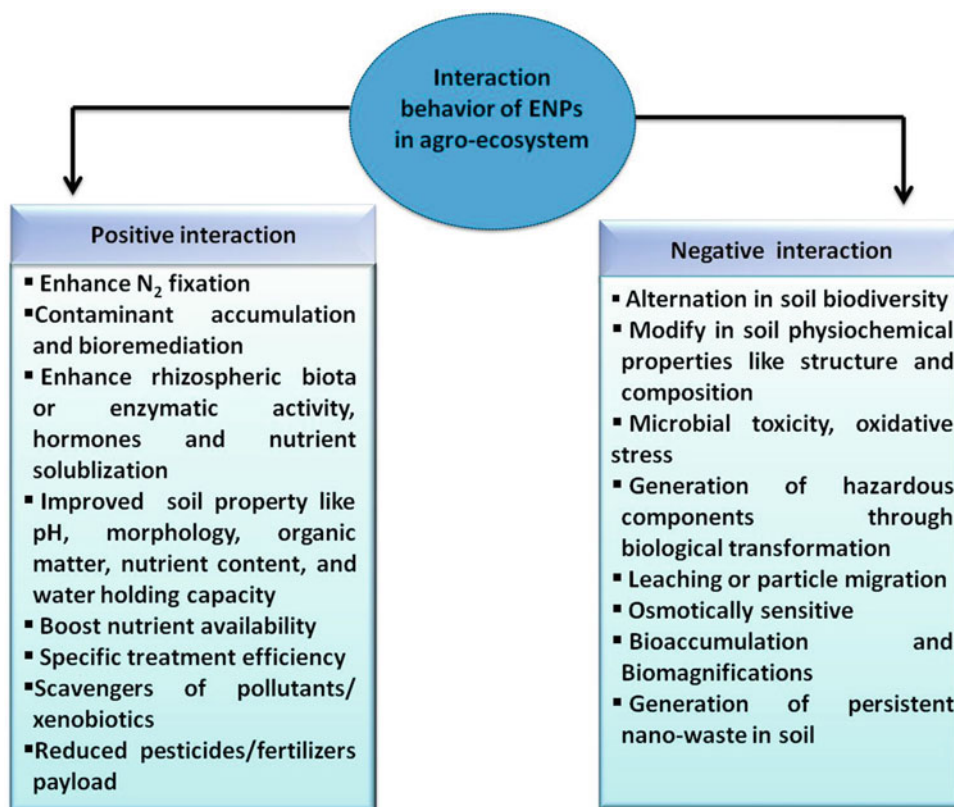 Interaction
behavior of ENPs
in agro-ecosystem
Positive interaction
▪ Enhance N₂ fixation
▪Contaminant accumulation
and bioremediation
▪ Enhance rhizospheric biota
or enzymatic activity,
hormones and nutrient
solublization
▪ Improved soil property like
pH, morphology, organic
matter, nutrient content, and
water holding capacity
▪ Boost nutrient availability
▪ Specific treatment efficiency
▪Scavengers of pollutants/
xenobiotics
▪Reduced pesticides/fertilizers
payload
Negative interaction
▪ Alternation in soil biodiversity
▪ Modify in soil physiochemical
properties like structure and
composition
▪ Microbial toxicity, oxidative
stress
▪ Generation of hazardous
components through
biological transformation
▪ Leaching or particle migration
▪ Osmotically sensitive
▪ Bioaccumulation and
Biomagnifications
▪ Generation of persistent
nano-waste in soil